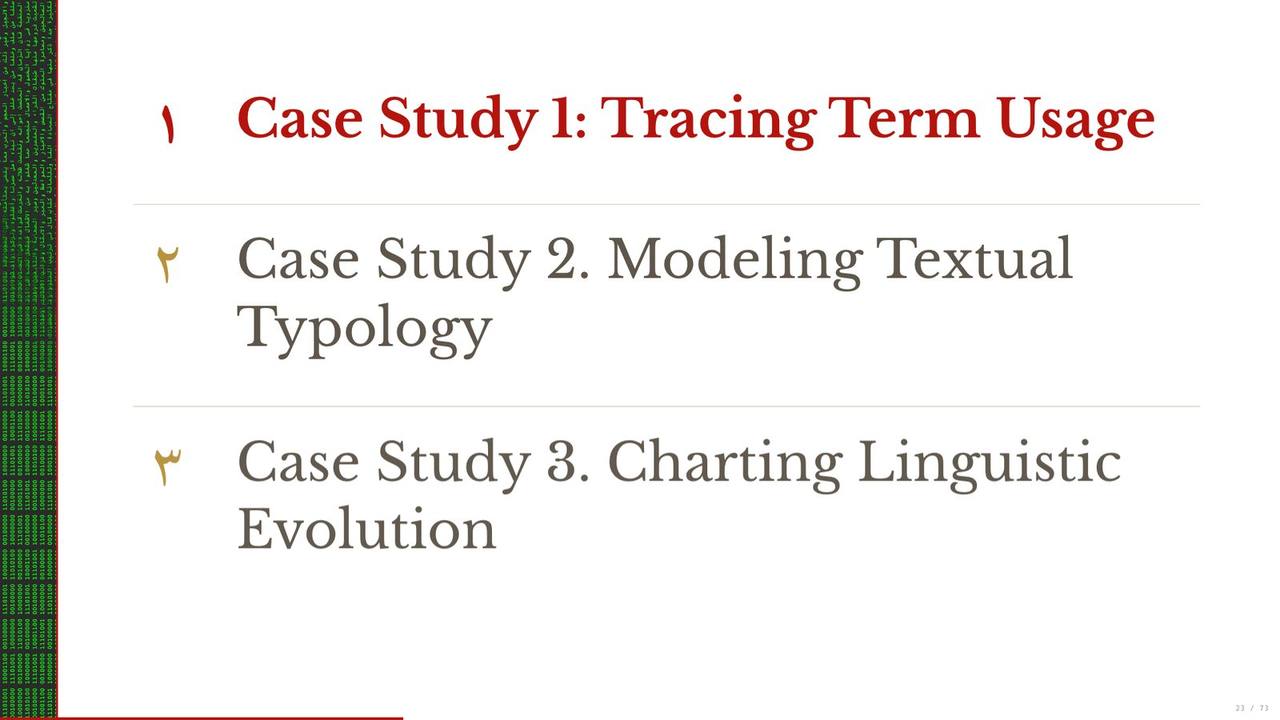 ١ Case Study 1: Tracing Term Usage
٢ Case Study 2. Modeling Textual
Typology
٣ Case Study 3. Charting Linguistic
Evolution
23 / 73